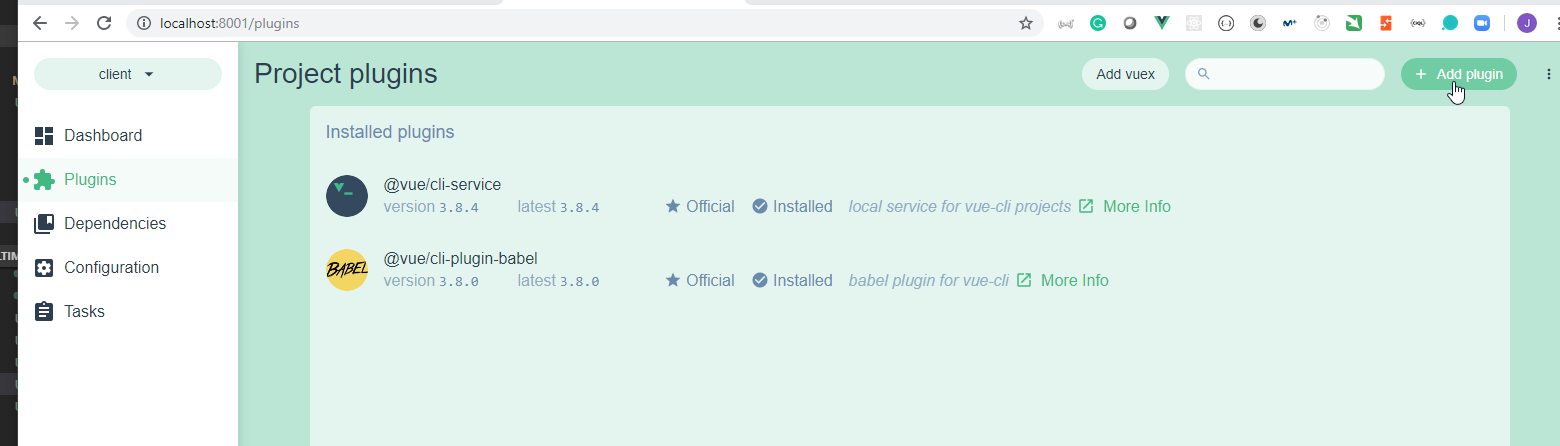 localhost:8001/plugins
J
client
Project plugins
Add vuex
Add plugin
Dashboard
Plugins
Dependencies
Configuration
Tasks
Installed plugins
@vue/cli-service
version 3.8.4 latest 3.8.4 Official Installed local service for vue-cli projects More Info
BABEL
@vue/cli-plugin-babel
version 3.8.0 latest 3.8.0 Official Installed babel plugin for vue-cli More Info